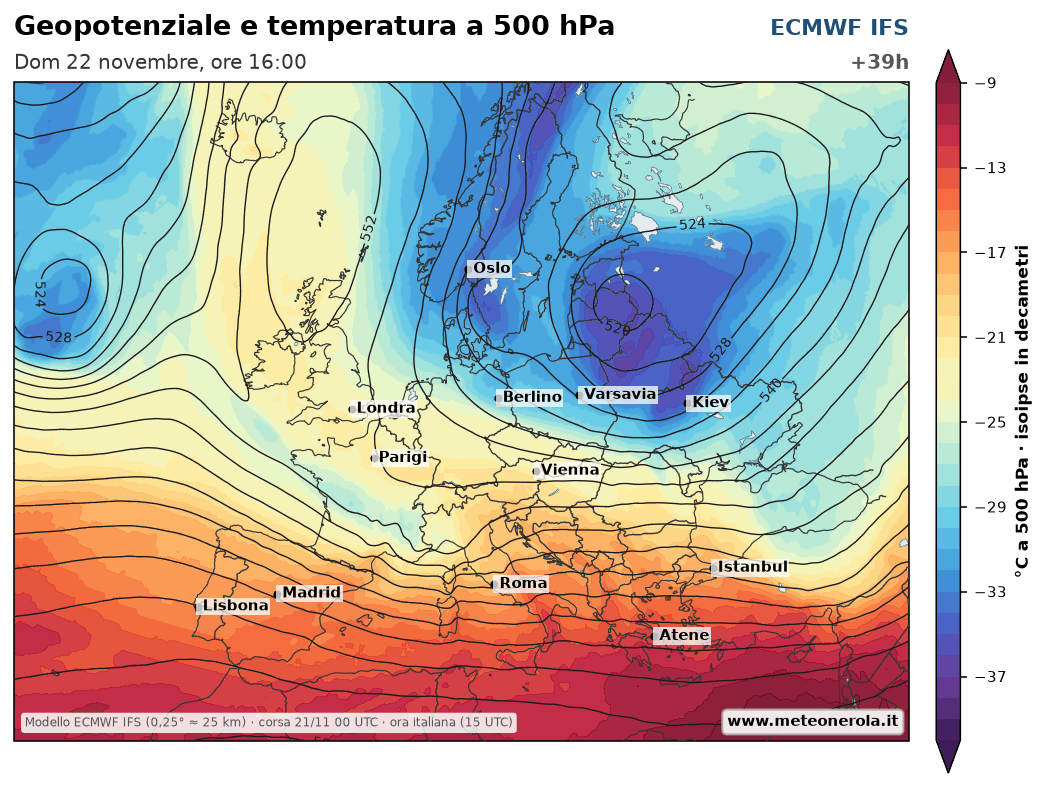 Geopotenziale e temperatura a 500 hPa
ECMWF IFS
Dom 22 novembre, ore 16:00
+39h
552
524
Oslo
524
528
520
528
540
Berlino
Varsavia
Kiev
Londra
Parigi
Vienna
Istanbul
Roma
Madrid
Lisbona
Atene
Modello ECMWF IFS (0,25° ≈ 25 km) · corsa 21/11 00 UTC · ora italiana (15 UTC)
www.meteonerola.it
−9
−13
−17
−21
−25
−29
−33
−37
°C a 500 hPa · isoipse in decametri